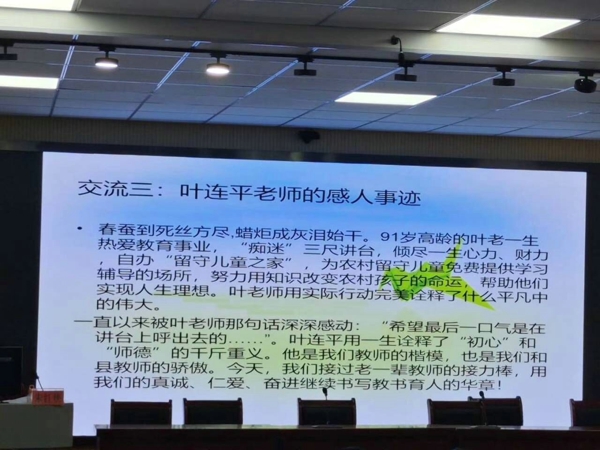 交流三：叶连平老师的感人事迹
• 春蚕到死丝方尽,蜡炬成灰泪始干。91岁高龄的叶老一生
热爱教育事业，“痴迷”三尺讲台，倾尽一生心力、财力
，自办“留守儿童之家”，为农村留守儿童免费提供学习
辅导的场所，努力用知识改变农村孩子的命运，帮助他们
实现人生理想。叶老师用实际行动完美诠释了什么平凡中
的伟大。
一直以来被叶老师那句话深深感动：“希望最后一口气是在
讲台上呼出去的……”。叶连平用一生诠释了“初心”和
“师德”的千斤重义。他是我们教师的楷模，也是我们和
县教师的骄傲。今天，我们接过老一辈教师的接力棒，用
我们的真诚、仁爱、奋进继续书写教书育人的华章！